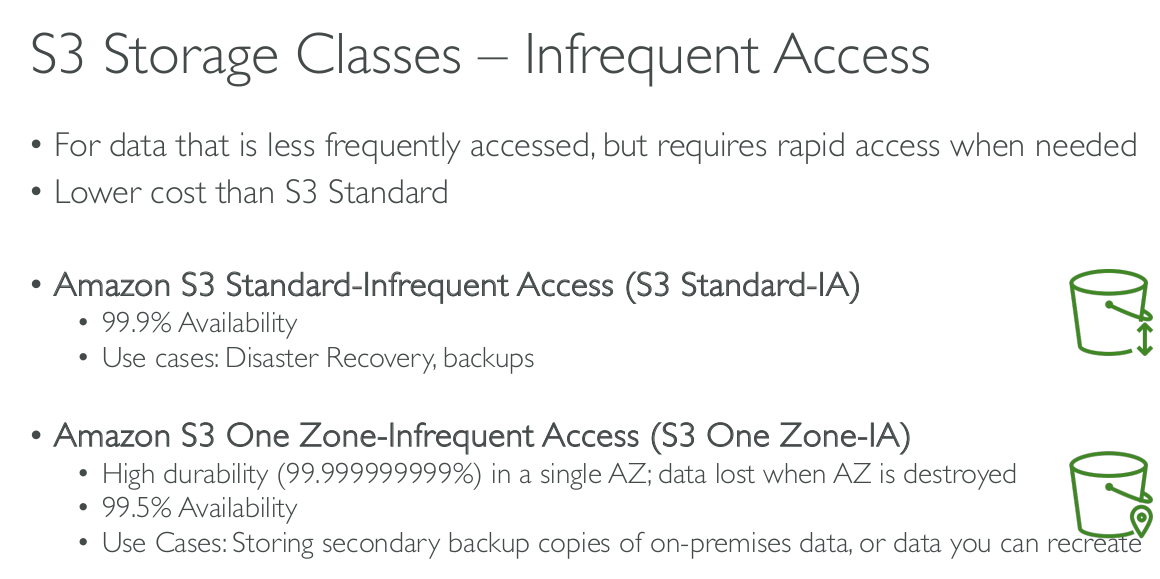 S3 Storage Classes – Infrequent Access
• For data that is less frequently accessed, but requires rapid access when needed
• Lower cost than S3 Standard
• Amazon S3 Standard-Infrequent Access (S3 Standard-IA)
• 99.9% Availability
• Use cases: Disaster Recovery, backups
• Amazon S3 One Zone-Infrequent Access (S3 One Zone-IA)
• High durability (99.999999999%) in a single AZ; data lost when AZ is destroyed
• 99.5% Availability
• Use Cases: Storing secondary backup copies of on-premises data, or data you can recreate